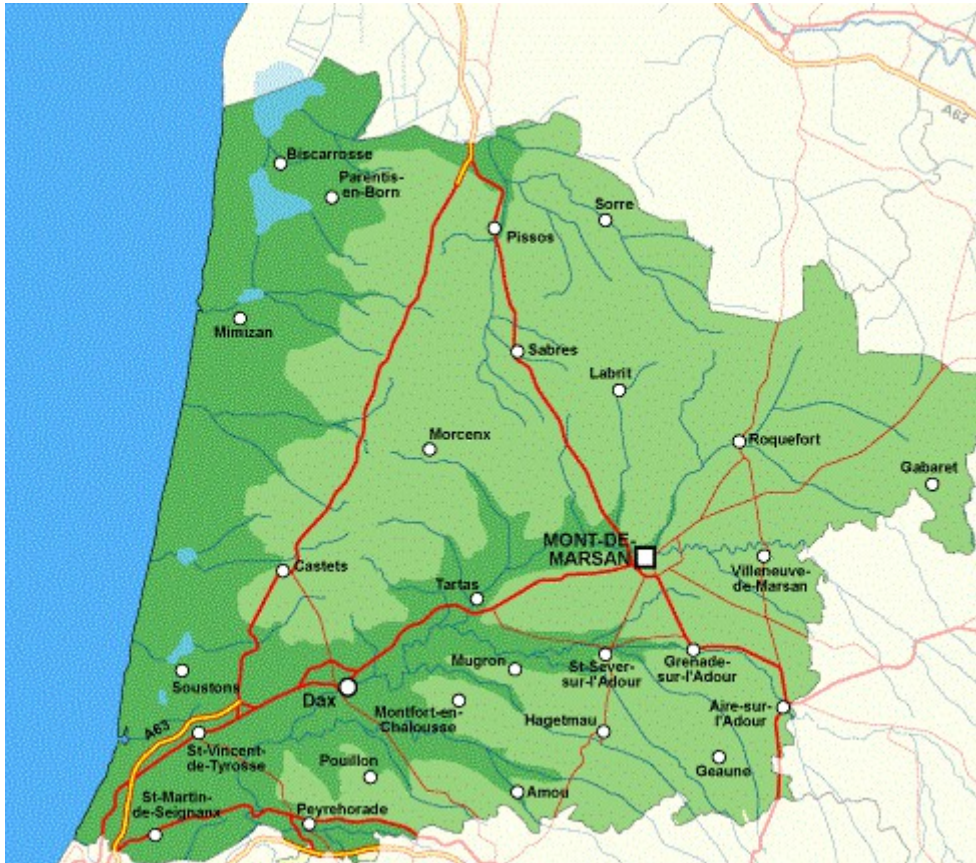 A62
Biscarrosse
Parentis-
en-Born
Sorre
Pissos
Mimizan
Sabres
Labrit
Morcenx
Roquefort
Gabaret
MONT-DE-
MARSAN
Castets
Villeneuve-
de-Marsan
Tartas
Mugron
St-Sever-
sur-l'Adour
Grenade-
sur-l'Adour
Soustons
Dax
Montfort-en-
Chalousse
Hagetmau
Aire-sur-
l'Adour
A63
St-Vincent-
de-Tyrosse
Pouillon
Geaune
Amou
St-Martin-
de-Seignanx
Peyrehorade